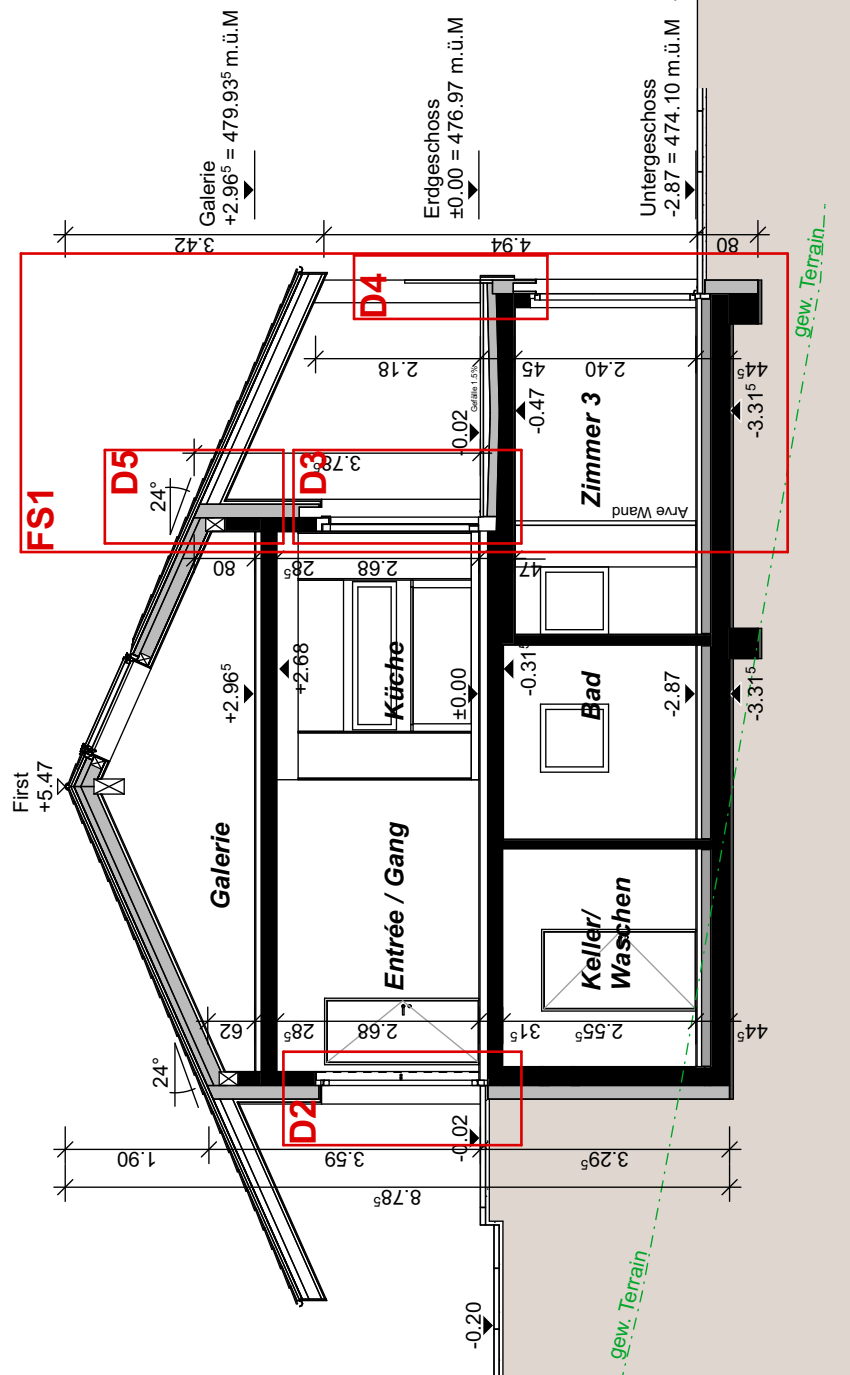 First
+5.47
24°
24°
FS1
D5
D3
D4
D2
Galerie
+2.96⁵ = 479.93⁵ m.ü.M
Erdgeschoss
±0.00 = 476.97 m.ü.M
Untergeschoss
-2.87 = 474.10 m.ü.M
3.42
4.94
80
2.18
45
2.40
44⁵
3.78⁵
80
28⁵
2.68
47
Gefälle 1.5%
-0.02
-0.47
-3.31⁵
Zimmer 3
Arve Wand
+2.96⁵
+2.68
±0.00
-0.31⁵
-2.87
-3.31⁵
Küche
Bad
Galerie
Entrée / Gang
Keller/
Waschen
62
28⁵
2.68
31⁵
2.55⁵
44⁵
1.90
3.59
3.29⁵
8.78⁵
-0.02
-0.20
gew. Terrain
gew. Terrain